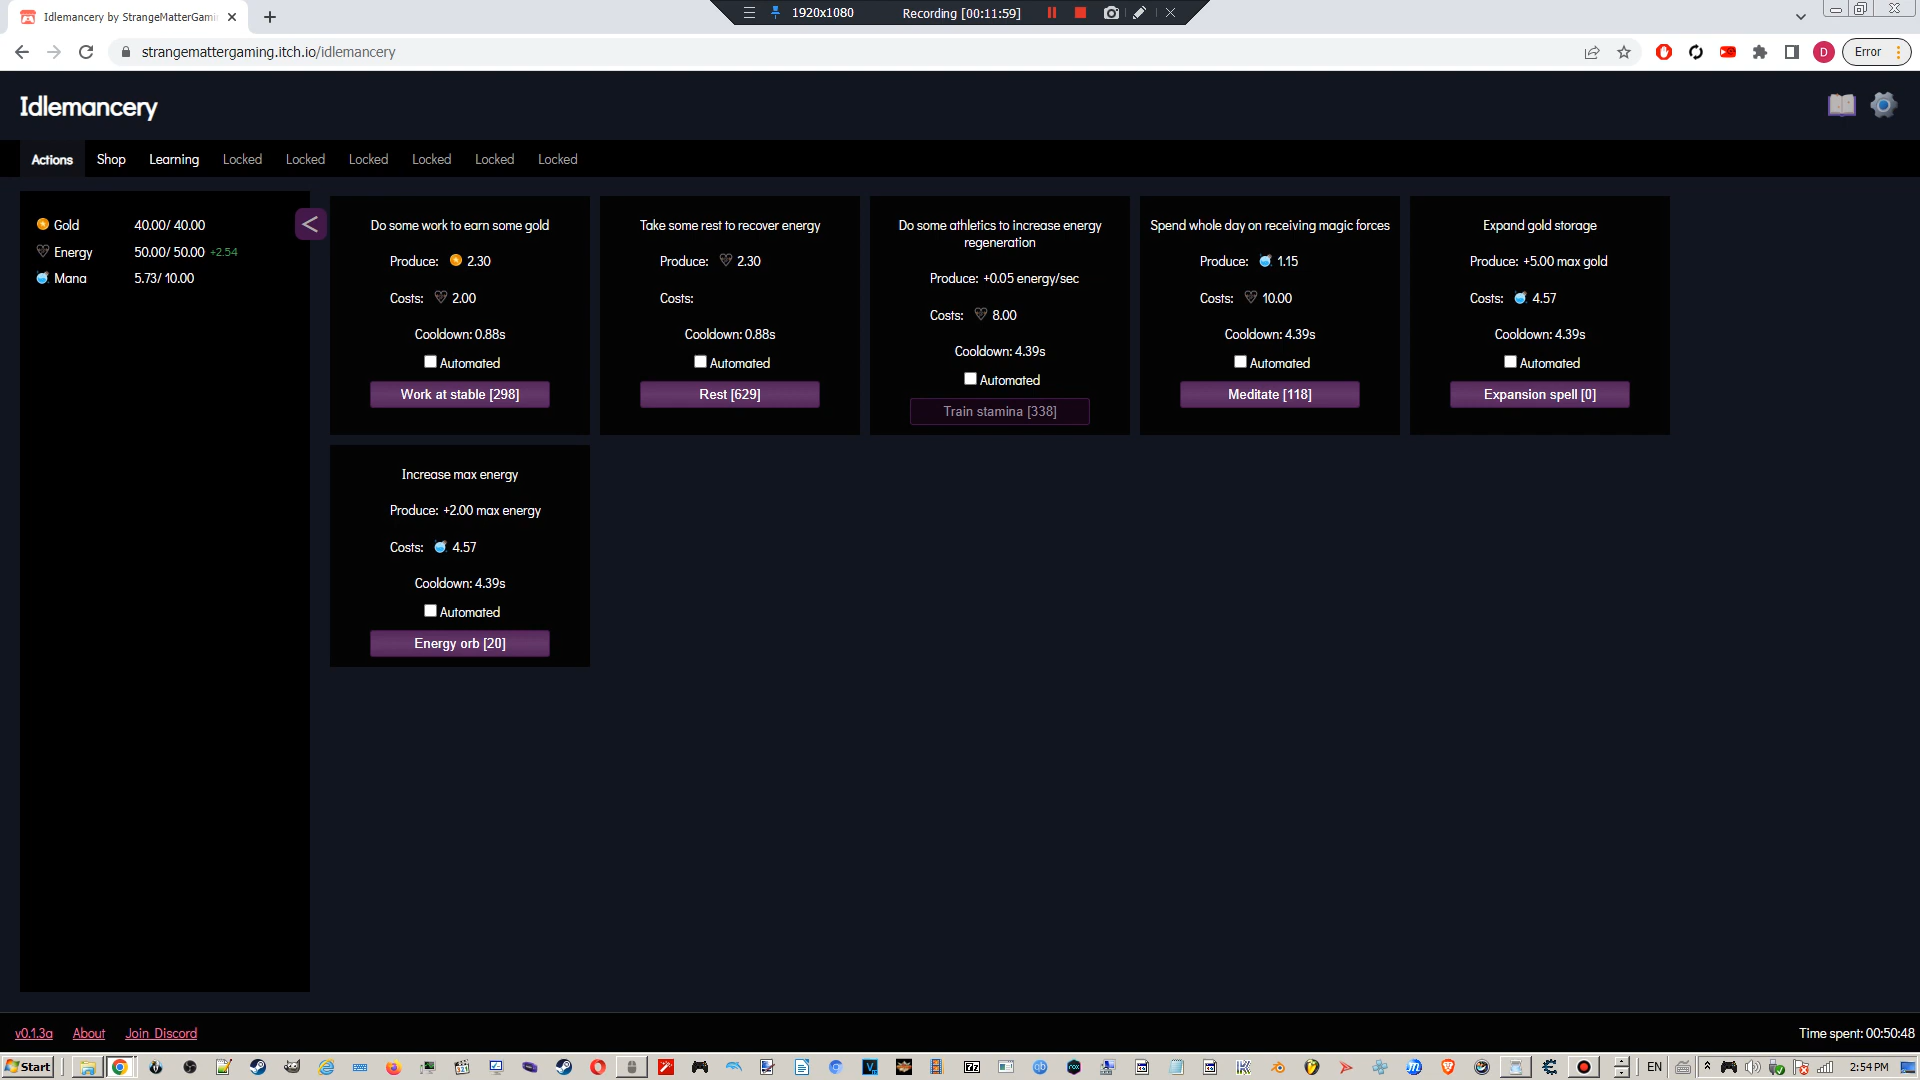 Idlemancery by StrangeMatterGami
1920x1080
Recording [00:11:59]
strangemattergaming.itch.io/idlemancery
D
Error
Idlemancery
Actions Shop Learning Locked Locked Locked Locked Locked Locked
Gold 40.00/ 40.00
Energy 50.00/ 50.00 +2.54
Mana 5.73/ 10.00
<
Do some work to earn some gold
Produce: 2.30
Costs: 2.00
Cooldown: 0.88s
Automated
Work at stable [298]
Take some rest to recover energy
Produce: 2.30
Costs:
Cooldown: 0.88s
Automated
Rest [629]
Do some athletics to increase energy
regeneration
Produce: +0.05 energy/sec
Costs: 8.00
Cooldown: 4.39s
Automated
Train stamina [338]
Spend whole day on receiving magic forces
Produce: 1.15
Costs: 10.00
Cooldown: 4.39s
Automated
Meditate [118]
Expand gold storage
Produce: +5.00 max gold
Costs: 4.57
Cooldown: 4.39s
Automated
Expansion spell [0]
Increase max energy
Produce: +2.00 max energy
Costs: 4.57
Cooldown: 4.39s
Automated
Energy orb [20]
v0.1.3a About Join Discord
Time spent: 00:50:48
Start
EN
2:54 PM